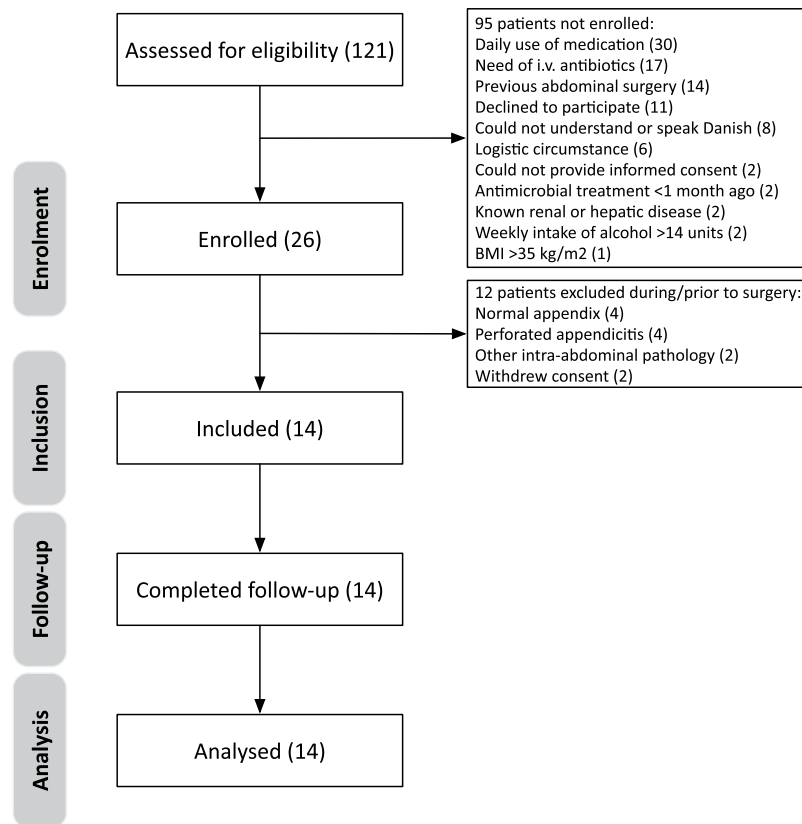 Assessed for eligibility (121)
95 patients not enrolled:
Daily use of medication (30)
Need of i.v. antibiotics (17)
Previous abdominal surgery (14)
Declined to participate (11)
Could not understand or speak Danish (8)
Logistic circumstance (6)
Could not provide informed consent (2)
Antimicrobial treatment <1 month ago (2)
Known renal or hepatic disease (2)
Weekly intake of alcohol >14 units (2)
BMI >35 kg/m2 (1)
Enrolment
Enrolled (26)
12 patients excluded during/prior to surgery:
Normal appendix (4)
Perforated appendicitis (4)
Other intra-abdominal pathology (2)
Withdrew consent (2)
Inclusion
Included (14)
Follow-up
Completed follow-up (14)
Analysis
Analysed (14)